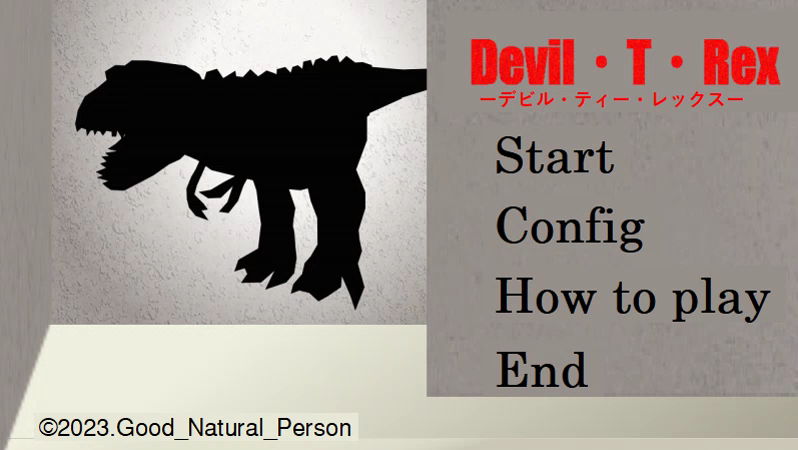 Devil・T・Rex
ーデビル・ティー・レックスー
Start
Config
How to play
End
©2023.Good_Natural_Person